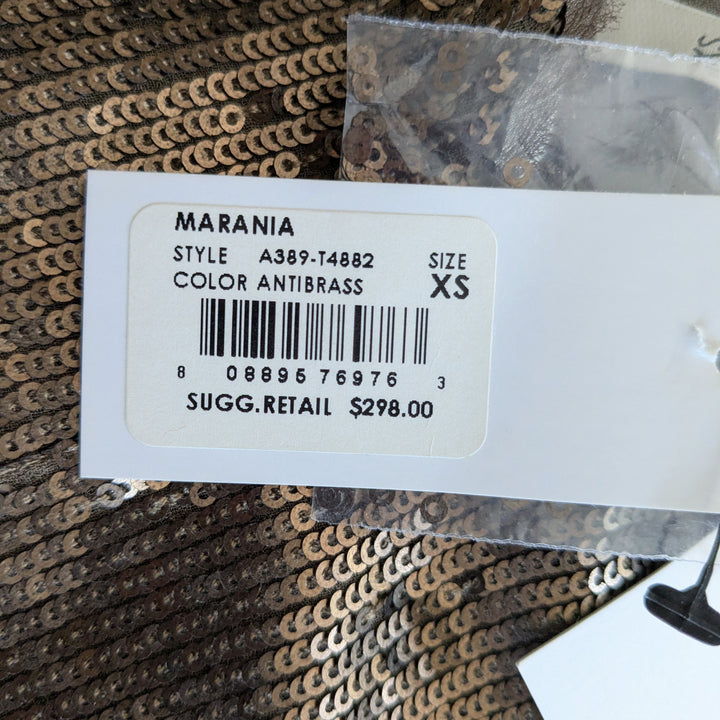 MARANIA
STYLE A389-T4882
SIZE
COLOR ANTIBRASS
XS
8 08895 76976 3
SUGG.RETAIL $298.00